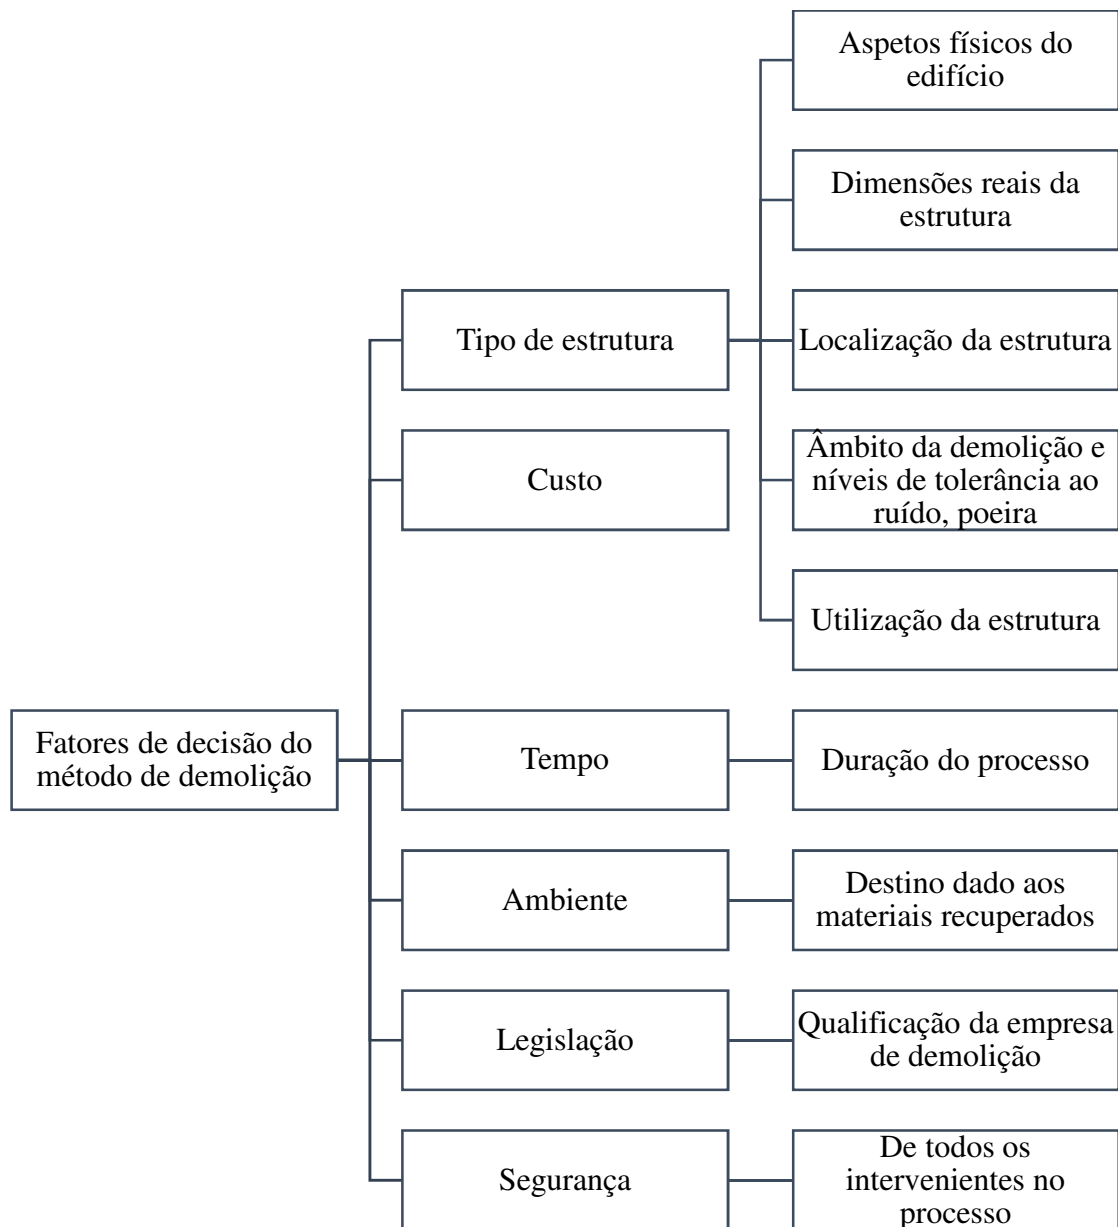 Aspetos físicos do
edifício
Dimensões reais da
estrutura
Tipo de estrutura
Localização da estrutura
Custo
Âmbito da demolição e
níveis de tolerância ao
ruído, poeira
Utilização da estrutura
Fatores de decisão do
método de demolição
Tempo
Duração do processo
Ambiente
Destino dado aos
materiais recuperados
Legislação
Qualificação da empresa
de demolição
Segurança
De todos os
intervenientes no
processo